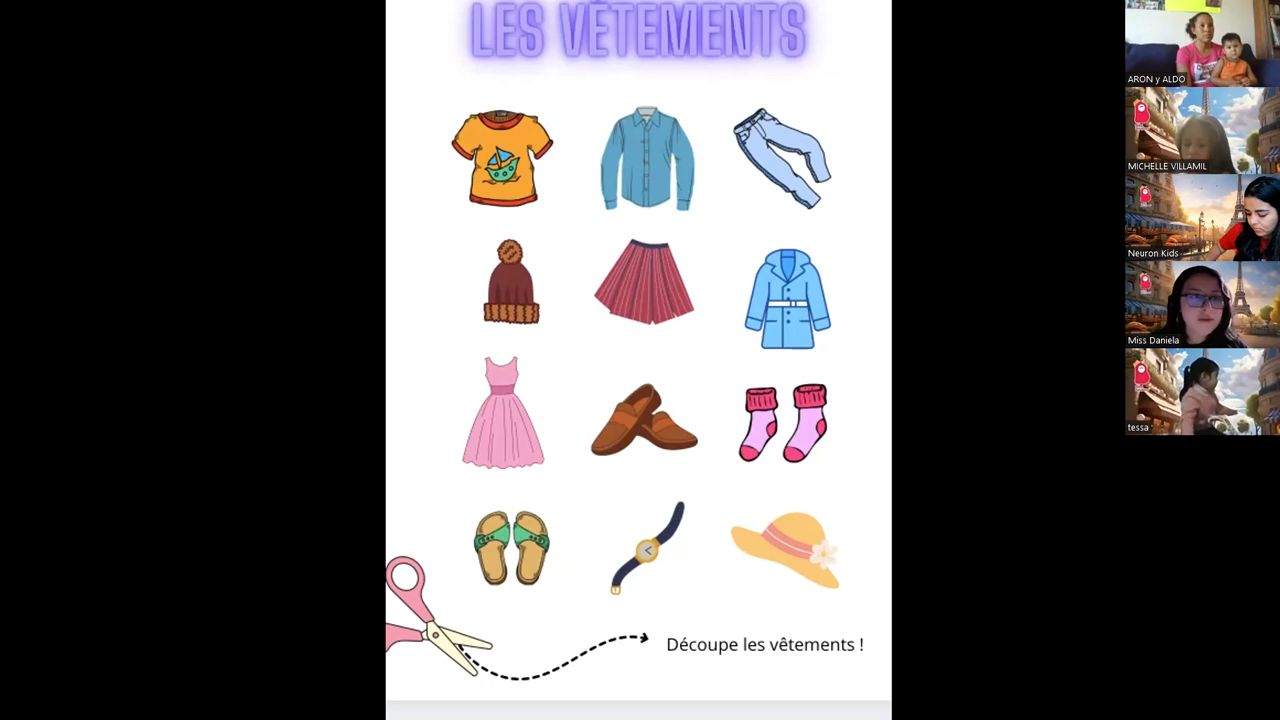 LES VÊTEMENTS
Découpe les vêtements !
ARON y ALDO
MICHELLE VILLAMIL
Neuron Kids
Miss Daniela
tessa